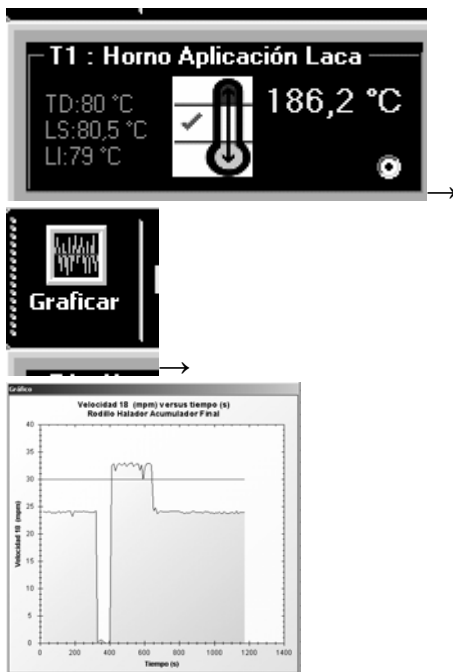 T1 : Horno Aplicación Laca
TD:80 °C
LS:80,5 °C
LI:79 °C
186,2 °C
→
Graficar
→
Gráfico
Velocidad 18 (mpm) versus tiempo (s)
Rodillo Halador Acumulador Final
Velocidad 18 (mpm)
40
35
30
25
20
15
10
5
0
0 200 400 600 800 1000 1200 1400
Tiempo (s)